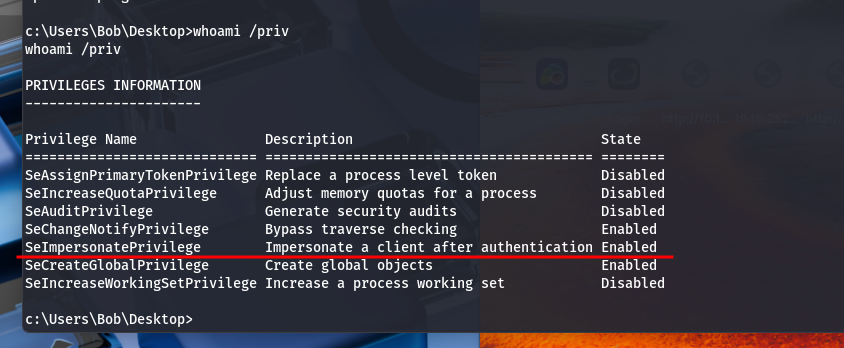 c:\Users\Bob\Desktop>whoami /priv
whoami /priv
PRIVILEGES INFORMATION
----------------------
Privilege Name                Description                               State
============================= ========================================= ========
SeAssignPrimaryTokenPrivilege Replace a process level token             Disabled
SeIncreaseQuotaPrivilege      Adjust memory quotas for a process        Disabled
SeAuditPrivilege              Generate security audits                  Disabled
SeChangeNotifyPrivilege       Bypass traverse checking                  Enabled
SeImpersonatePrivilege        Impersonate a client after authentication Enabled
SeCreateGlobalPrivilege       Create global objects                     Enabled
SeIncreaseWorkingSetPrivilege Increase a process working set            Disabled
c:\Users\Bob\Desktop>